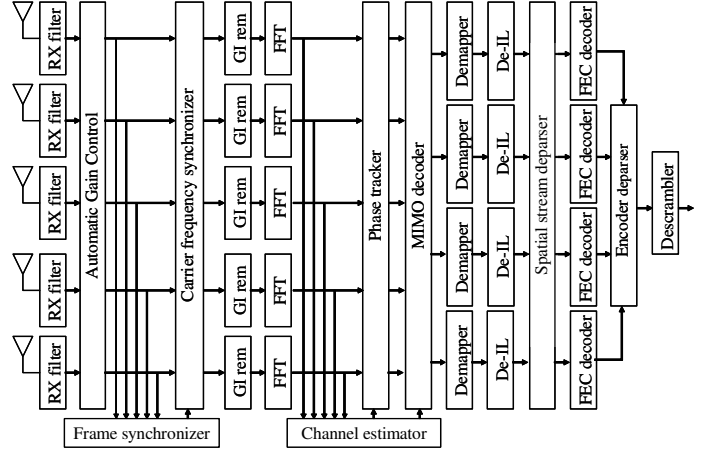 RX filter
RX filter
RX filter
RX filter
RX filter
Automatic Gain Control
Carrier frequency synchronizer
GI rem
GI rem
GI rem
GI rem
GI rem
FFT
FFT
FFT
FFT
FFT
Phase tracker
MIMO decoder
Demapper
Demapper
Demapper
Demapper
De-IL
De-IL
De-IL
De-IL
Spatial stream deparser
FEC decoder
FEC decoder
FEC decoder
FEC decoder
Encoder deparser
Descrambler
Frame synchronizer
Channel estimator